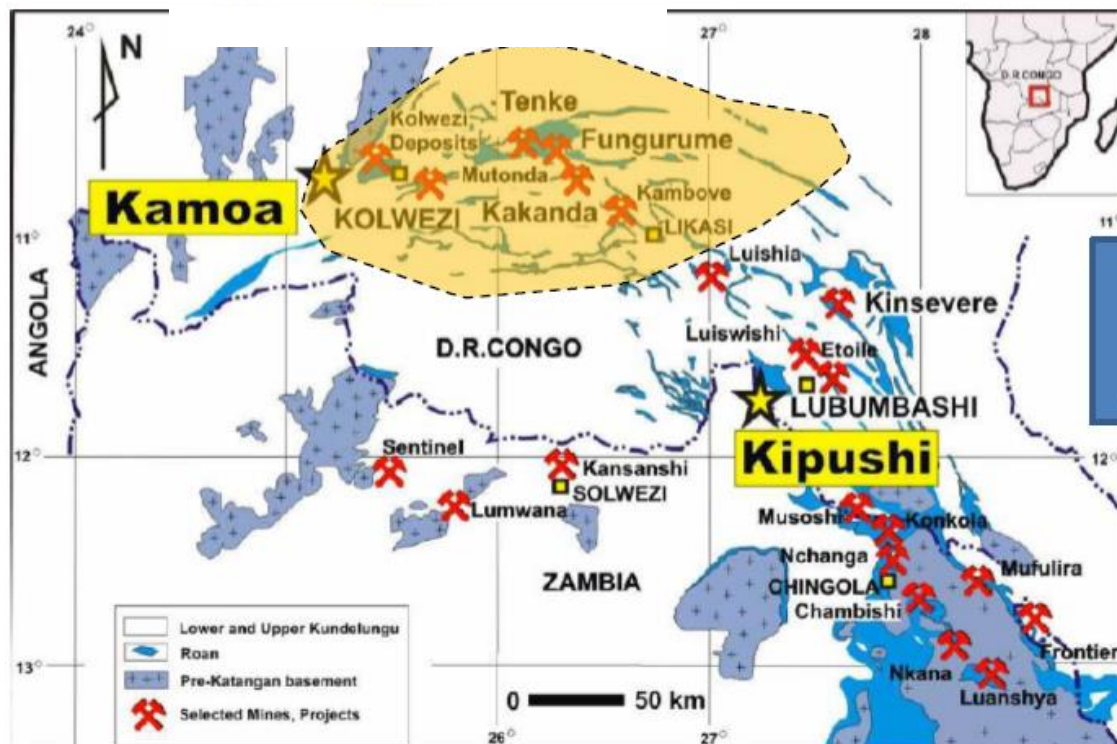 24°
27
28
N
D.R.CONGO
Tenke
Kolwezi
Deposits
Fungurume
Mutonda
Kamoa
KOLWEZI
Kakanda
Kambove
LIKASI
11°
11
Luishia
Kinsevere
ANGOLA
D.R.CONGO
Luiswishi
Etoile
LUBUMBASHI
Kipushi
12°
12
Sentinel
Kansanshi
SOLWEZI
Lumwana
Musoshi
Konkola
Nchanga
Mufulira
CHINGOLA
ZAMBIA
Chambishi
Frontier
Nkana
Luanshya
13°
Lower and Upper Kundelungu
Roan
Pre-Katangan basement
Selected Mines, Projects
0 50 km
26°
27